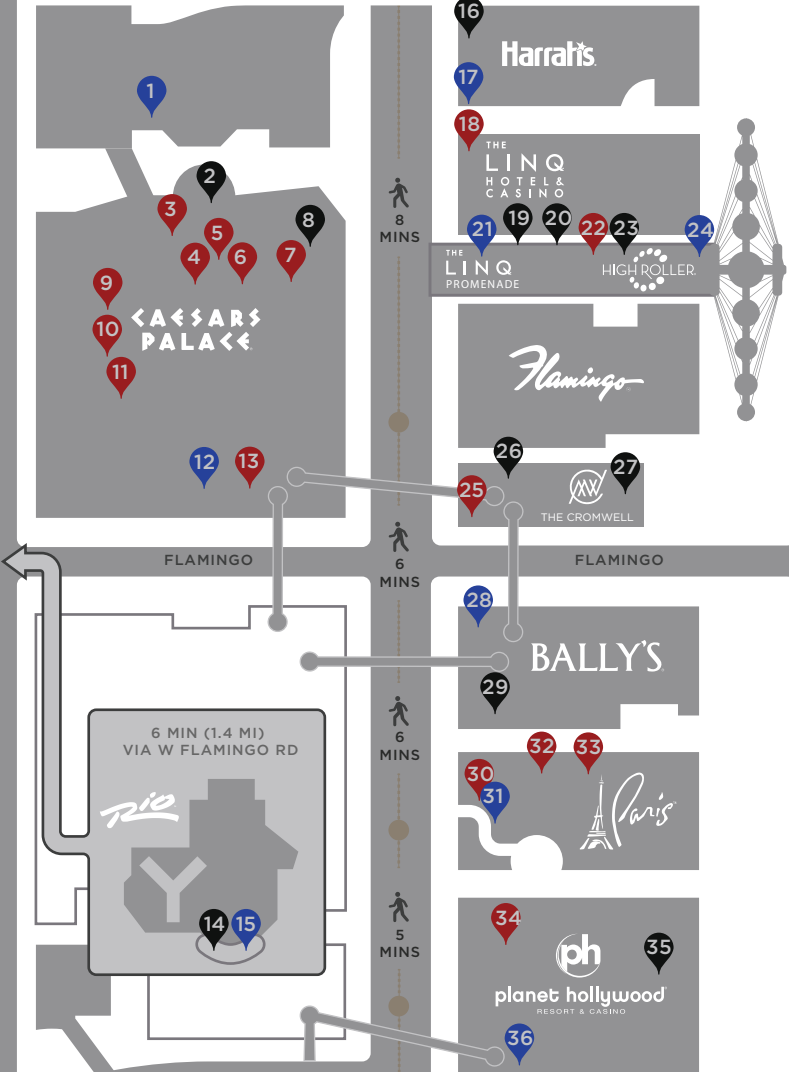 16
Harrah's
17
1
18
THE
LINQ
HOTEL &
CASINO
2
3
8
5
4
6
7
8
MINS
19
20
21
22
23
24
THE
LINQ
PROMENADE
HIGH ROLLER
9
10
11
CAESARS
PALACE
Flamingo
12
13
26
27
25
THE CROMWELL
FLAMINGO
6
MINS
FLAMINGO
28
BALLY'S
29
6 MIN (1.4 MI)
VIA W FLAMINGO RD
6
MINS
Rio
32
33
30
31
Paris
14
15
5
MINS
34
35
ph
planet hollywood
RESORT & CASINO
36